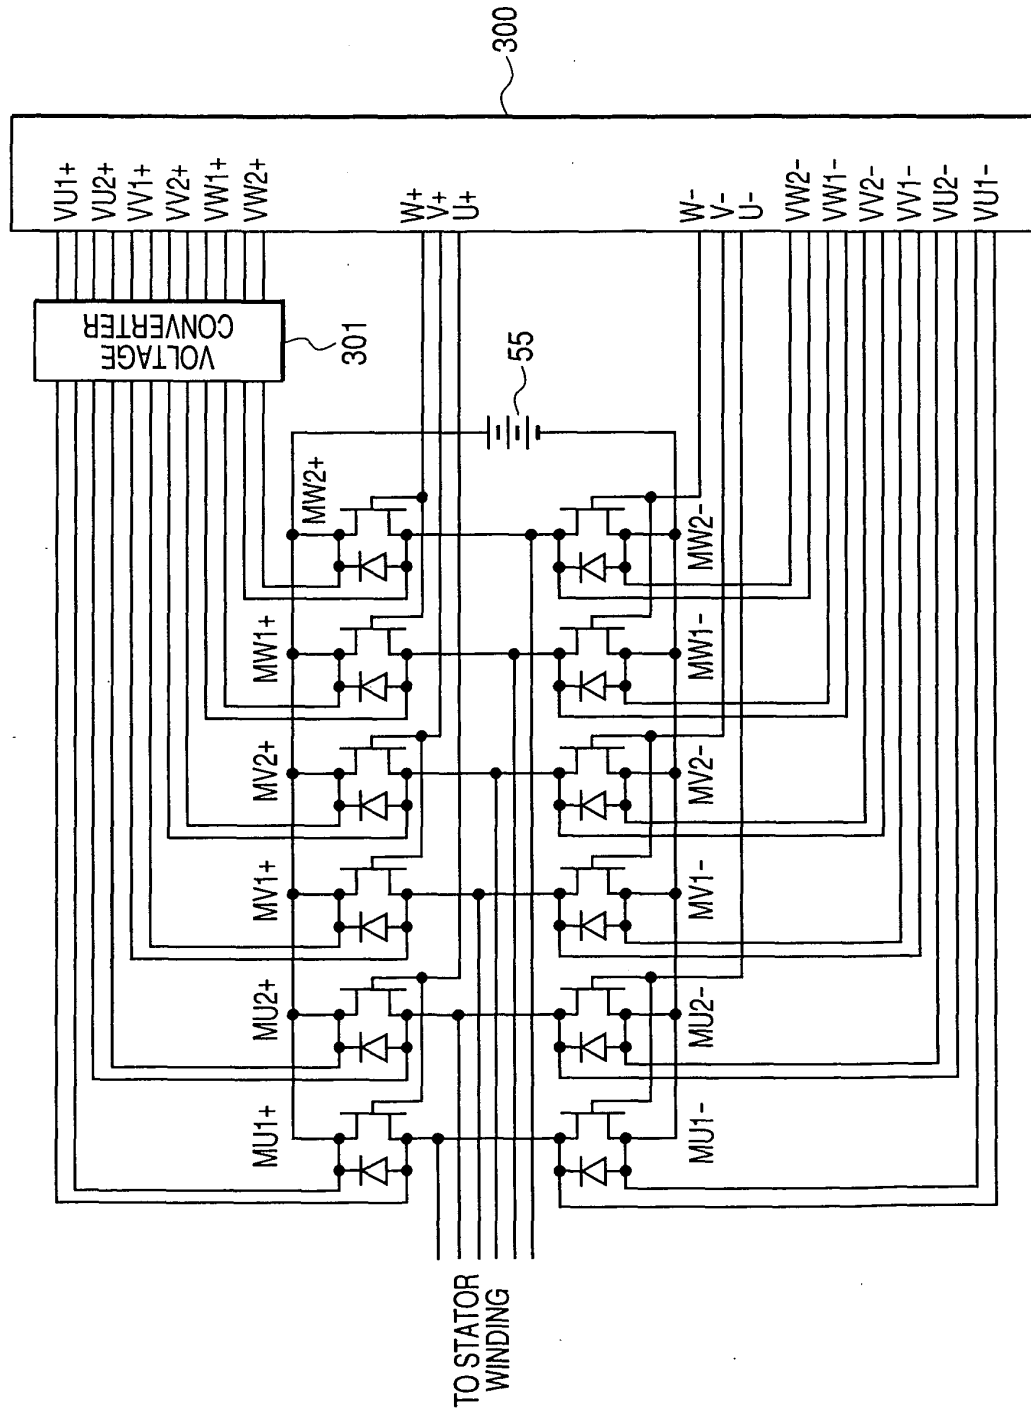 300
VU1+
VU2+
VV1+
VV2+
VW1+
VW2+
W+
V+
U+
W-
V-
U-
VW2-
VW1-
VV2-
VV1-
VU2-
VU1-
VOLTAGE
CONVERTER
301
55
MW2+
MW1+
MV2+
MV1+
MU2+
MU1+
MW2-
MW1-
MV2-
MV1-
MU2-
MU1-
TO STATOR
WINDING